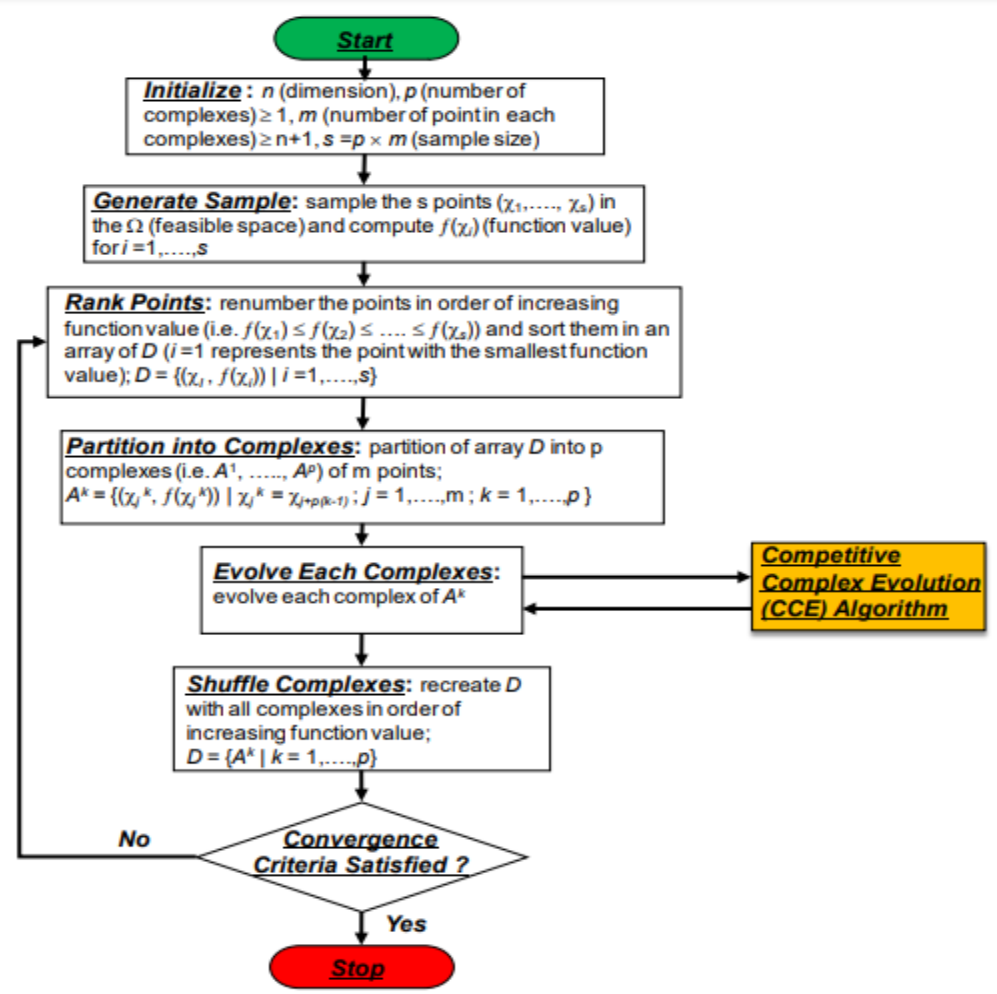 Start
Initialize : n (dimension), p (number of
complexes) ≥ 1, m (number of point in each
complexes) ≥ n+1, s =p × m (sample size)
Generate Sample: sample the s points (χ₁,...., χₛ) in
the Ω (feasible space) and compute ƒ(χᵢ) (function value)
for i =1,....,s
Rank Points: renumber the points in order of increasing
function value (i.e. ƒ(χ₁) ≤ ƒ(χ₂) ≤ .... ≤ ƒ(χₛ)) and sort them in an
array of D (i =1 represents the point with the smallest function
value); D = {(χᵢ , ƒ(χᵢ)) | i =1,....,s}
Partition into Complexes: partition of array D into p
complexes (i.e. A¹, ....., Aᵖ) of m points;
Aᵏ = {(χⱼᵏ, ƒ(χⱼᵏ)) | χⱼᵏ = χⱼ₊ₚ₍ₖ₋₁₎ ; j = 1,....,m ; k = 1,....,p }
Evolve Each Complexes:
evolve each complex of Aᵏ
Competitive
Complex Evolution
(CCE) Algorithm
Shuffle Complexes: recreate D
with all complexes in order of
increasing function value;
D = {Aᵏ | k = 1,....,p}
No
Convergence
Criteria Satisfied ?
Yes
Stop